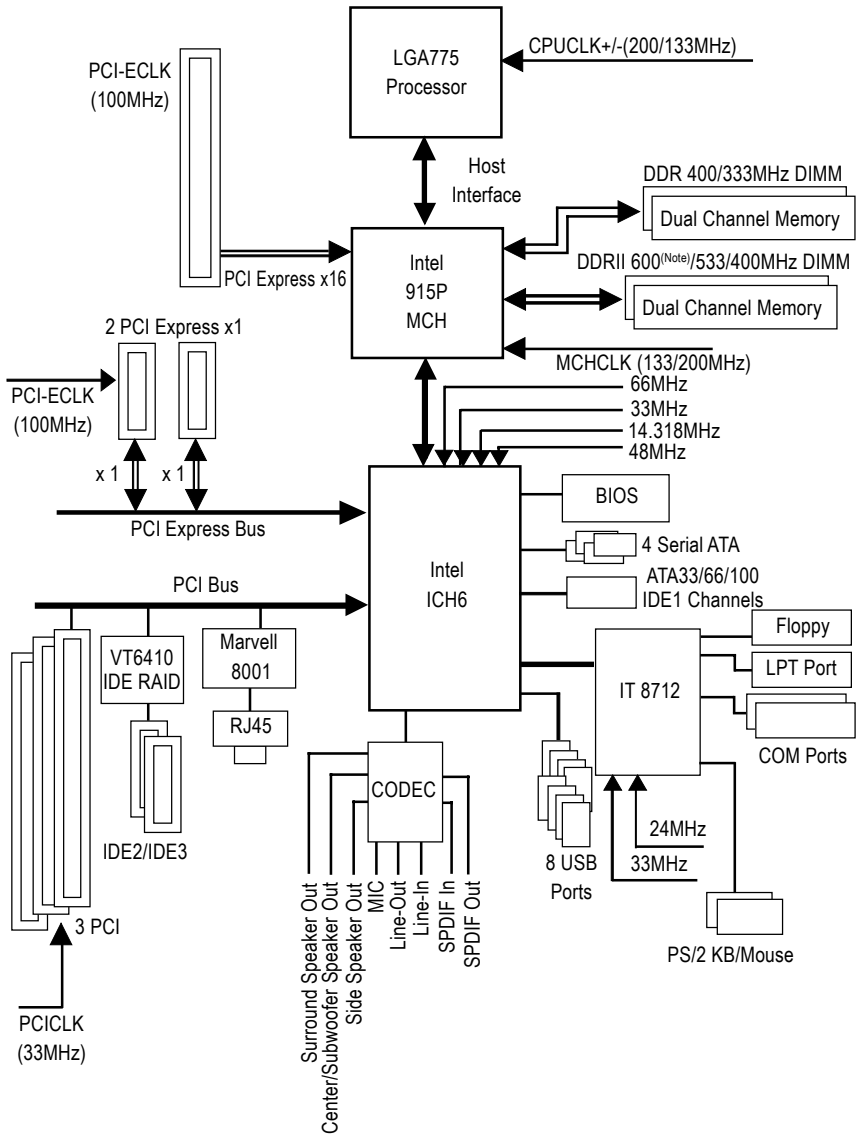 LGA775
Processor
CPUCLK+/-(200/133MHz)
PCI-ECLK
(100MHz)
Host
Interface
DDR 400/333MHz DIMM
Dual Channel Memory
PCI Express x16
Intel
915P
MCH
DDRII 600(Note)/533/400MHz DIMM
Dual Channel Memory
2 PCI Express x1
MCHCLK (133/200MHz)
PCI-ECLK
(100MHz)
66MHz
33MHz
14.318MHz
48MHz
x 1
x 1
PCI Express Bus
BIOS
4 Serial ATA
Intel
ICH6
ATA33/66/100
IDE1 Channels
PCI Bus
VT6410
IDE RAID
Marvell
8001
RJ45
IT 8712
Floppy
LPT Port
COM Ports
CODEC
IDE2/IDE3
24MHz
33MHz
8 USB
Ports
3 PCI
PS/2 KB/Mouse
PCICLK
(33MHz)
Surround Speaker Out
Center/Subwoofer Speaker Out
Side Speaker Out
MIC
Line-Out
Line-In
SPDIF In
SPDIF Out